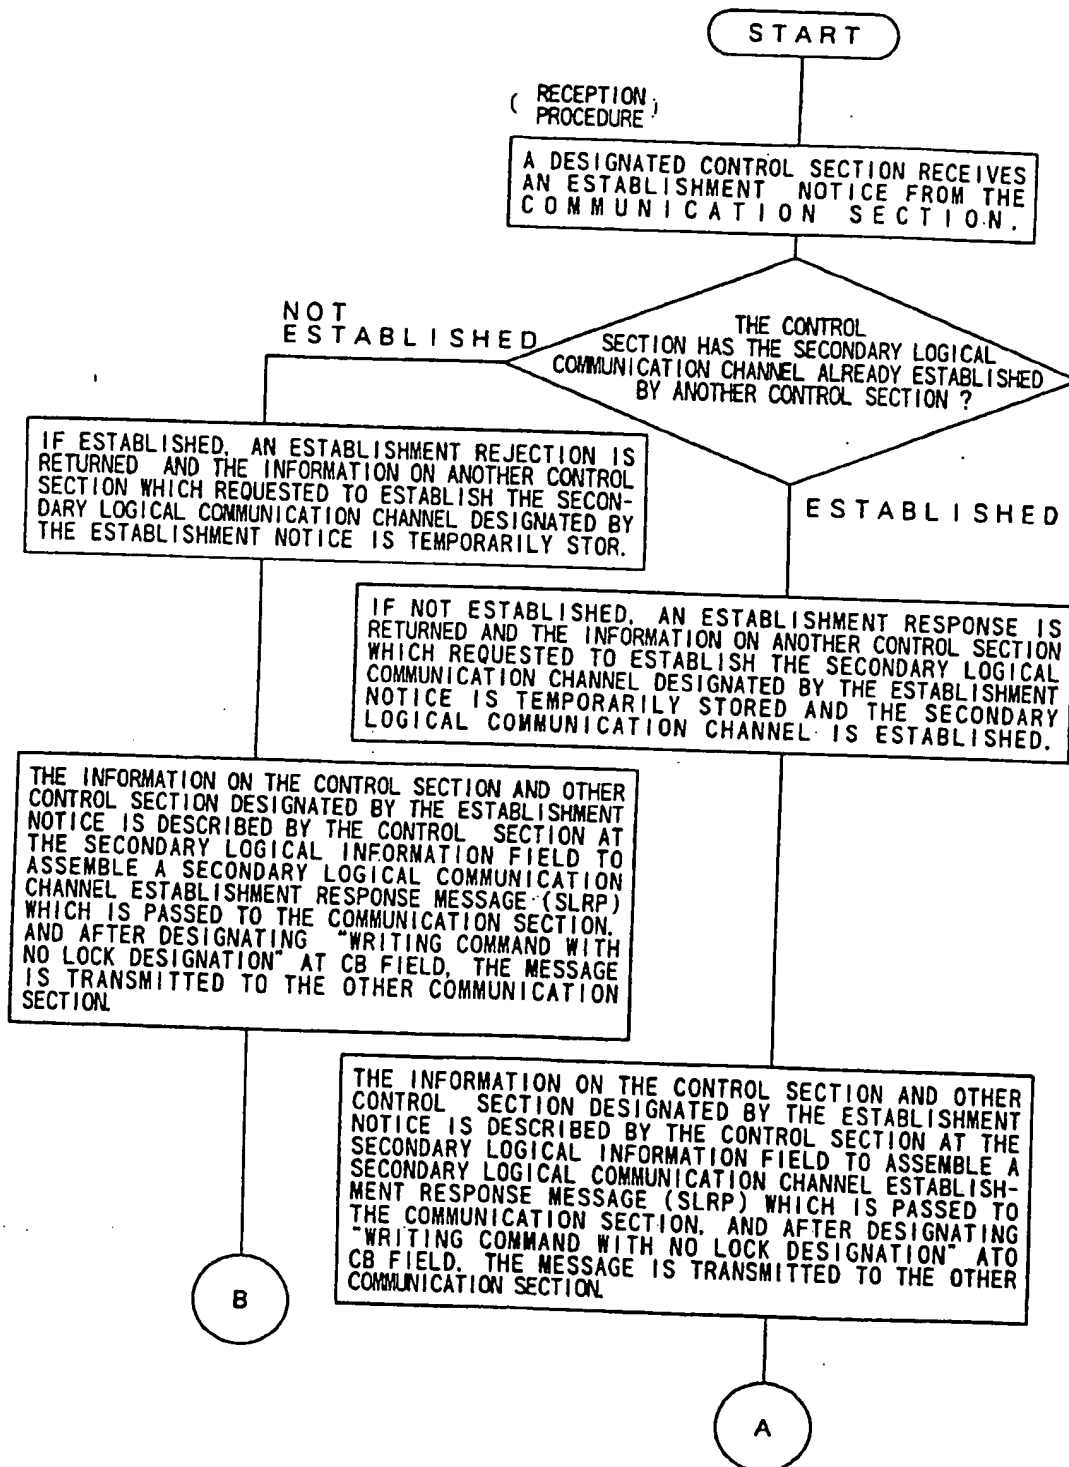 START
( RECEPTION
PROCEDURE )
A DESIGNATED CONTROL SECTION RECEIVES
AN ESTABLISHMENT NOTICE FROM THE
COMMUNICATION SECTION.
THE CONTROL
SECTION HAS THE SECONDARY LOGICAL
COMMUNICATION CHANNEL ALREADY ESTABLISHED
BY ANOTHER CONTROL SECTION ?
NOT
ESTABLISHED
IF ESTABLISHED, AN ESTABLISHMENT REJECTION IS
RETURNED AND THE INFORMATION ON ANOTHER CONTROL
SECTION WHICH REQUESTED TO ESTABLISH THE SECON-
DARY LOGICAL COMMUNICATION CHANNEL DESIGNATED BY
THE ESTABLISHMENT NOTICE IS TEMPORARILY STOR.
ESTABLISHED
IF NOT ESTABLISHED, AN ESTABLISHMENT RESPONSE IS
RETURNED AND THE INFORMATION ON ANOTHER CONTROL SECTION
WHICH REQUESTED TO ESTABLISH THE SECONDARY LOGICAL
COMMUNICATION CHANNEL DESIGNATED BY THE ESTABLISHMENT
NOTICE IS TEMPORARILY STORED AND THE SECONDARY
LOGICAL COMMUNICATION CHANNEL IS ESTABLISHED.
THE INFORMATION ON THE CONTROL SECTION AND OTHER
CONTROL SECTION DESIGNATED BY THE ESTABLISHMENT
NOTICE IS DESCRIBED BY THE CONTROL SECTION AT
THE SECONDARY LOGICAL INFORMATION FIELD TO
ASSEMBLE A SECONDARY LOGICAL COMMUNICATION
CHANNEL ESTABLISHMENT RESPONSE MESSAGE (SLRP)
WHICH IS PASSED TO THE COMMUNICATION SECTION.
AND AFTER DESIGNATING "WRITING COMMAND WITH
NO LOCK DESIGNATION" AT CB FIELD, THE MESSAGE
IS TRANSMITTED TO THE OTHER COMMUNICATION
SECTION.
THE INFORMATION ON THE CONTROL SECTION AND OTHER
CONTROL SECTION DESIGNATED BY THE ESTABLISHMENT
NOTICE IS DESCRIBED BY THE CONTROL SECTION AT THE
SECONDARY LOGICAL INFORMATION FIELD TO ASSEMBLE A
SECONDARY LOGICAL COMMUNICATION CHANNEL ESTABLISH-
MENT RESPONSE MESSAGE (SLRP) WHICH IS PASSED TO
THE COMMUNICATION SECTION. AND AFTER DESIGNATING
"WRITING COMMAND WITH NO LOCK DESIGNATION" ATO
CB FIELD. THE MESSAGE IS TRANSMITTED TO THE OTHER
COMMUNICATION SECTION.
B
A